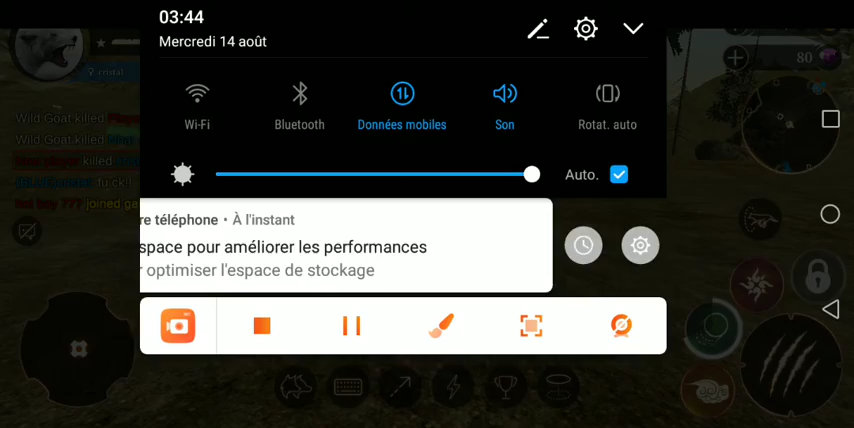 03:44
Mercredi 14 août
cristal
80
Wi-Fi
Bluetooth
Données mobiles
Son
Rotat. auto
Wild Goat killed
Wild Goat killed
killed
Auto.
fu'ck!!
777 joined ga
re téléphone • À l'instant
space pour améliorer les performances
r optimiser l'espace de stockage